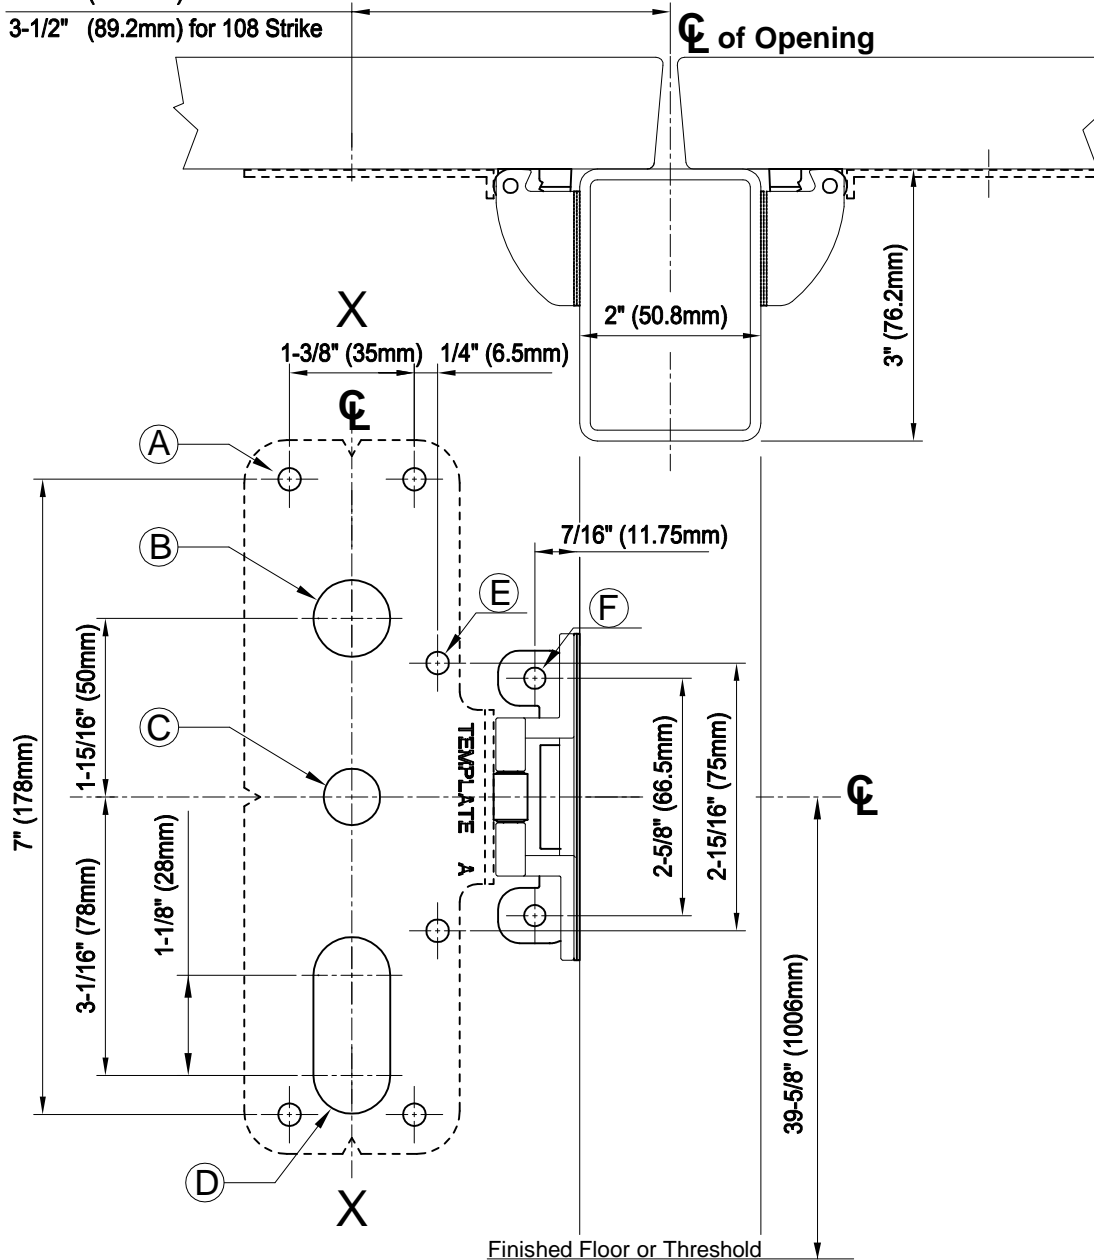 3-1/2" (89.2mm) for 108 Strike
℄ of Opening
2" (50.8mm)
3" (76.2mm)
X
1-3/8" (35mm)
1/4" (6.5mm)
℄
A
7/16" (11.75mm)
B
E
F
1-15/16" (50mm)
C
7" (178mm)
TEMPLATE A
2-5/8" (66.5mm)
2-15/16" (75mm)
℄
1-1/8" (28mm)
3-1/16" (78mm)
39-5/8" (1006mm)
D
X
Finished Floor or Threshold